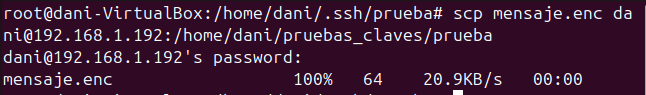 root@dani-VirtualBox:/home/dani/.ssh/prueba# scp mensaje.enc da
ni@192.168.1.192:/home/dani/pruebas_claves/prueba
dani@192.168.1.192's password:
mensaje.enc 100% 64 20.9KB/s 00:00